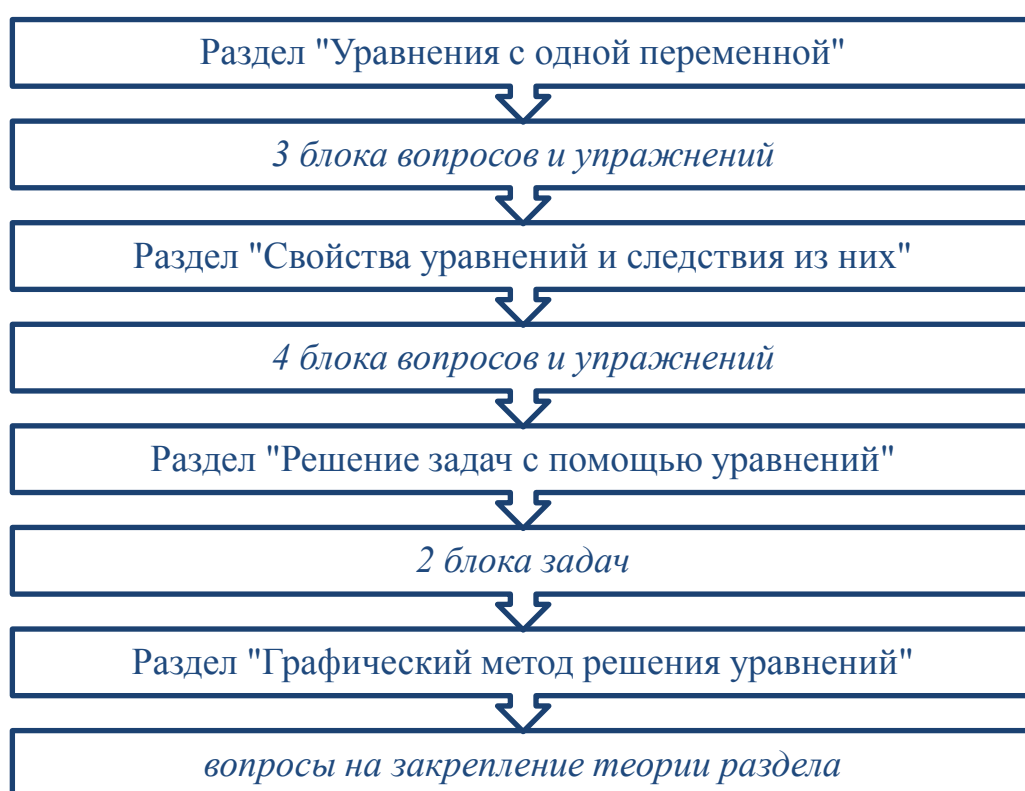 Раздел "Уравнения с одной переменной"
3 блока вопросов и упражнений
Раздел "Свойства уравнений и следствия из них"
4 блока вопросов и упражнений
Раздел "Решение задач с помощью уравнений"
2 блока задач
Раздел "Графический метод решения уравнений"
вопросы на закрепление теории раздела